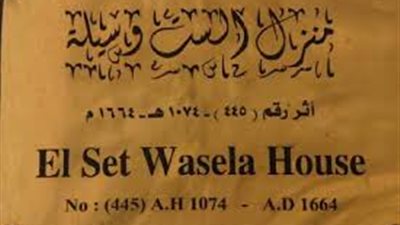 منزل الست وسيلة
أثر رقم (٤٤٥) - ١٠٧٤ هـ - ١٦٦٤ م
El Set Wasela House
No : (445) A.H 1074 - A.D 1664